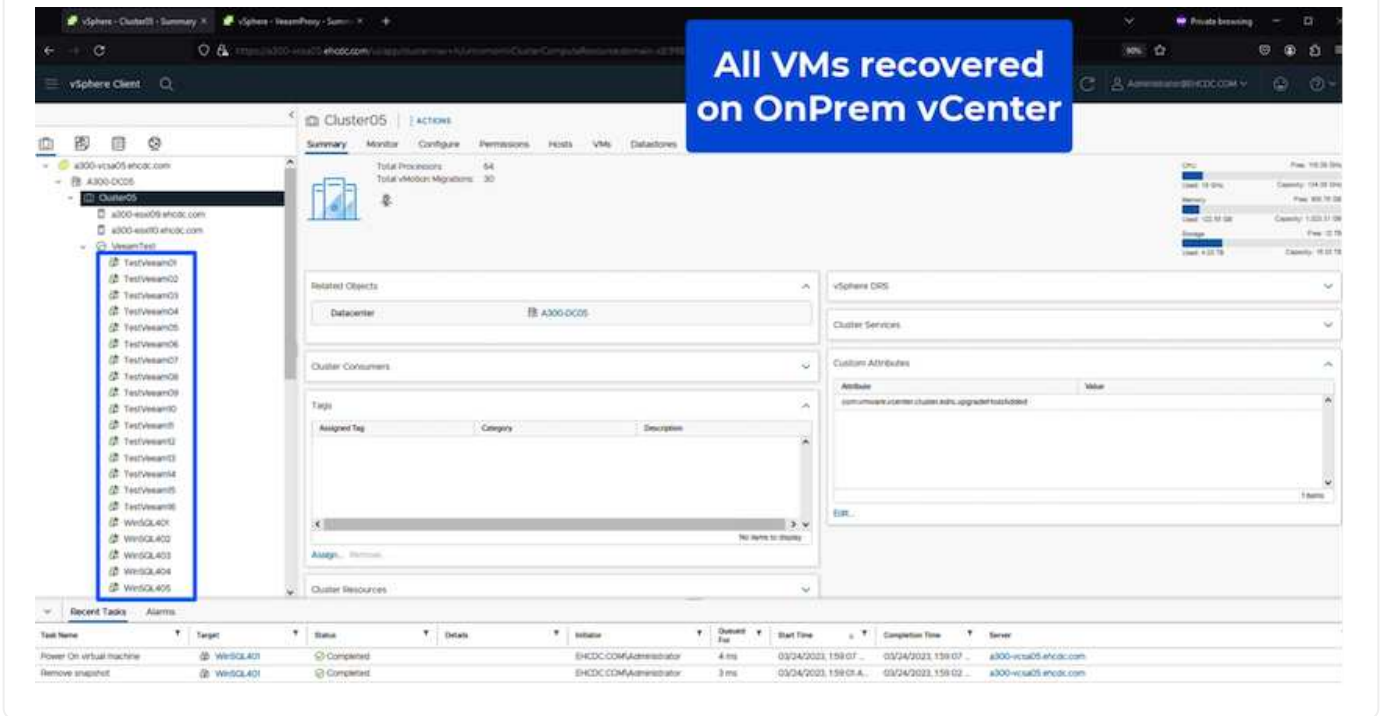 vSphere - Cluster05 - Summary
vSphere - VeeamProxy - Summ
Private browsing
90%
All VMs recovered
on OnPrem vCenter
vSphere Client
Administrator@EHCDC.COM
Cluster05
ACTIONS
Summary Monitor Configure Permissions Hosts VMs Datastores
a300-vcsa05.ehcdc.com
A300-DC05
Cluster05
a300-esxi09.ehcdc.com
a300-esxi10.ehcdc.com
VeeamTest
TestVeeam01
TestVeeam02
TestVeeam03
TestVeeam04
TestVeeam05
TestVeeam06
TestVeeam07
TestVeeam08
TestVeeam09
TestVeeam10
TestVeeam11
TestVeeam12
TestVeeam13
TestVeeam14
TestVeeam15
TestVeeam16
WinSQL401
WinSQL402
WinSQL403
WinSQL404
WinSQL405
Total Processors: 64
Total vMotion Migrations: 30
CPU
Memory
Storage
Related Objects
Datacenter A300-DC05
Cluster Consumers
Tags
Assigned Tag Category Description
No items to display
Assign... Remove...
Cluster Resources
vSphere DRS
Cluster Services
Custom Attributes
Attribute Value
1 items
Edit...
Recent Tasks Alarms
Task Name Target Status Details Initiator Queued For Start Time Completion Time Server
Power On virtual machine WinSQL401 Completed EHCDC.COM\Administrator 4 ms 03/24/2023, 1:59:07 ... 03/24/2023, 1:59:07 ... a300-vcsa05.ehcdc.com
Remove snapshot WinSQL401 Completed EHCDC.COM\Administrator 3 ms 03/24/2023, 1:59:01 A... 03/24/2023, 1:59:02 ... a300-vcsa05.ehcdc.com